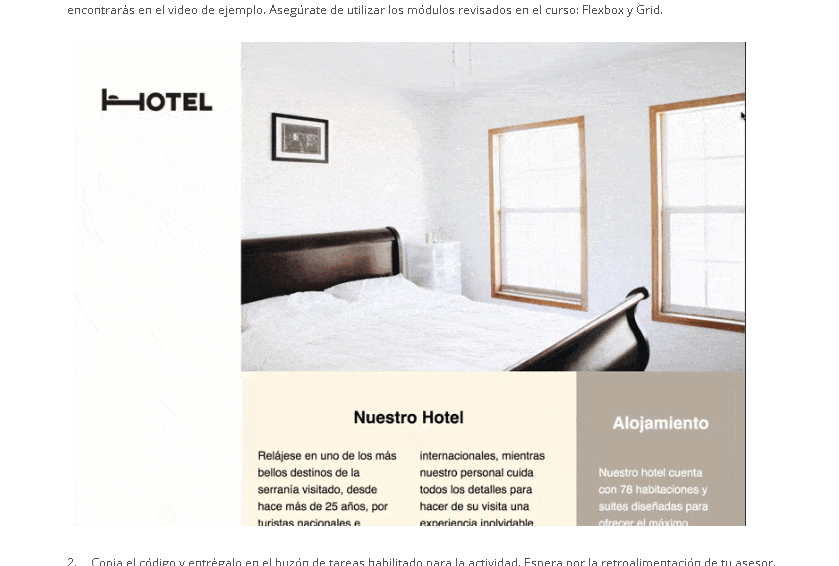 encontrarás en el video de ejemplo. Asegúrate de utilizar los módulos revisados en el curso: Flexbox y Grid.
HOTEL
Nuestro Hotel
Relájese en uno de los más
bellos destinos de la
serranía visitado, desde
hace más de 25 años, por
turistas nacionales e
internacionales, mientras
nuestro personal cuida
todos los detalles para
hacer de su visita una
experiencia inolvidable.
Alojamiento
Nuestro hotel cuenta
con 78 habitaciones y
suites diseñadas para
ofrecer el máximo
2. Copia el código y entrégalo en el buzón de tareas habilitado para la actividad. Espera por la retroalimentación de tu asesor.